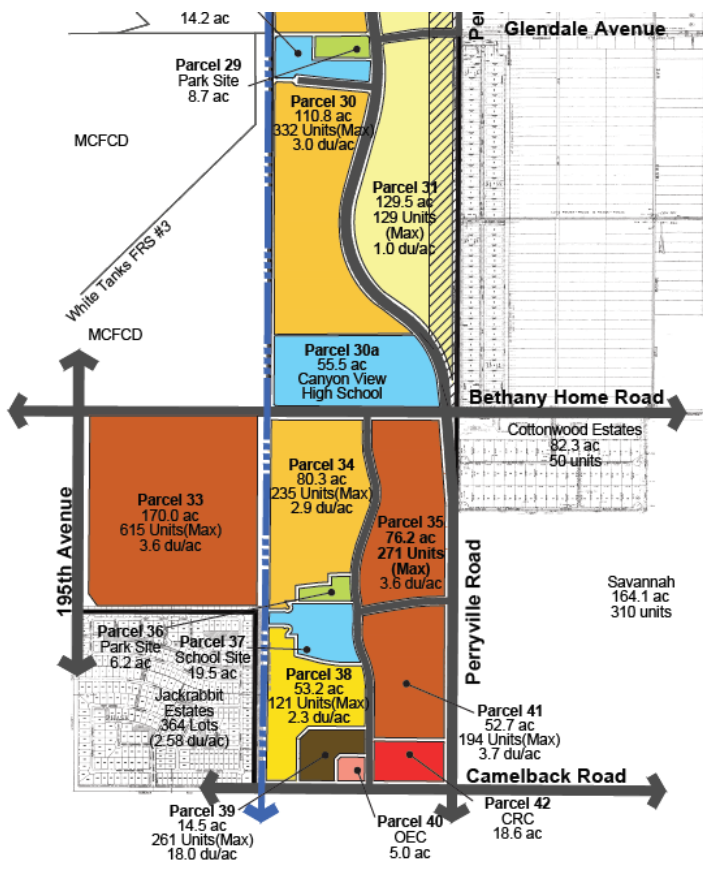 14.2 ac
Per
Glendale Avenue
Parcel 29
Park Site
8.7 ac
Parcel 30
110.8 ac
332 Units(Max)
3.0 du/ac
MCFCD
Parcel 31
129.5 ac
129 Units
(Max)
1.0 du/ac
White Tanks FRS #3
MCFCD
Parcel 30a
55.5 ac
Canyon View
High School
Bethany Home Road
Cottonwood Estates
82.3 ac
50 units
Parcel 34
80.3 ac
235 Units(Max)
2.9 du/ac
Parcel 33
170.0 ac
615 Units(Max)
3.6 du/ac
Parcel 35
76.2 ac
271 Units
(Max)
3.6 du/ac
195th Avenue
Perryville Road
Savannah
164.1 ac
310 units
Parcel 36
Park Site
6.2 ac
Parcel 37
School Site
19.5 ac
Parcel 38
53.2 ac
121 Units(Max)
2.3 du/ac
Jackrabbit
Estates
364 Lots
(2.58 du/ac)
Parcel 41
52.7 ac
194 Units(Max)
3.7 du/ac
Camelback Road
Parcel 39
14.5 ac
261 Units(Max)
18.0 du/ac
Parcel 40
OEC
5.0 ac
Parcel 42
CRC
18.6 ac